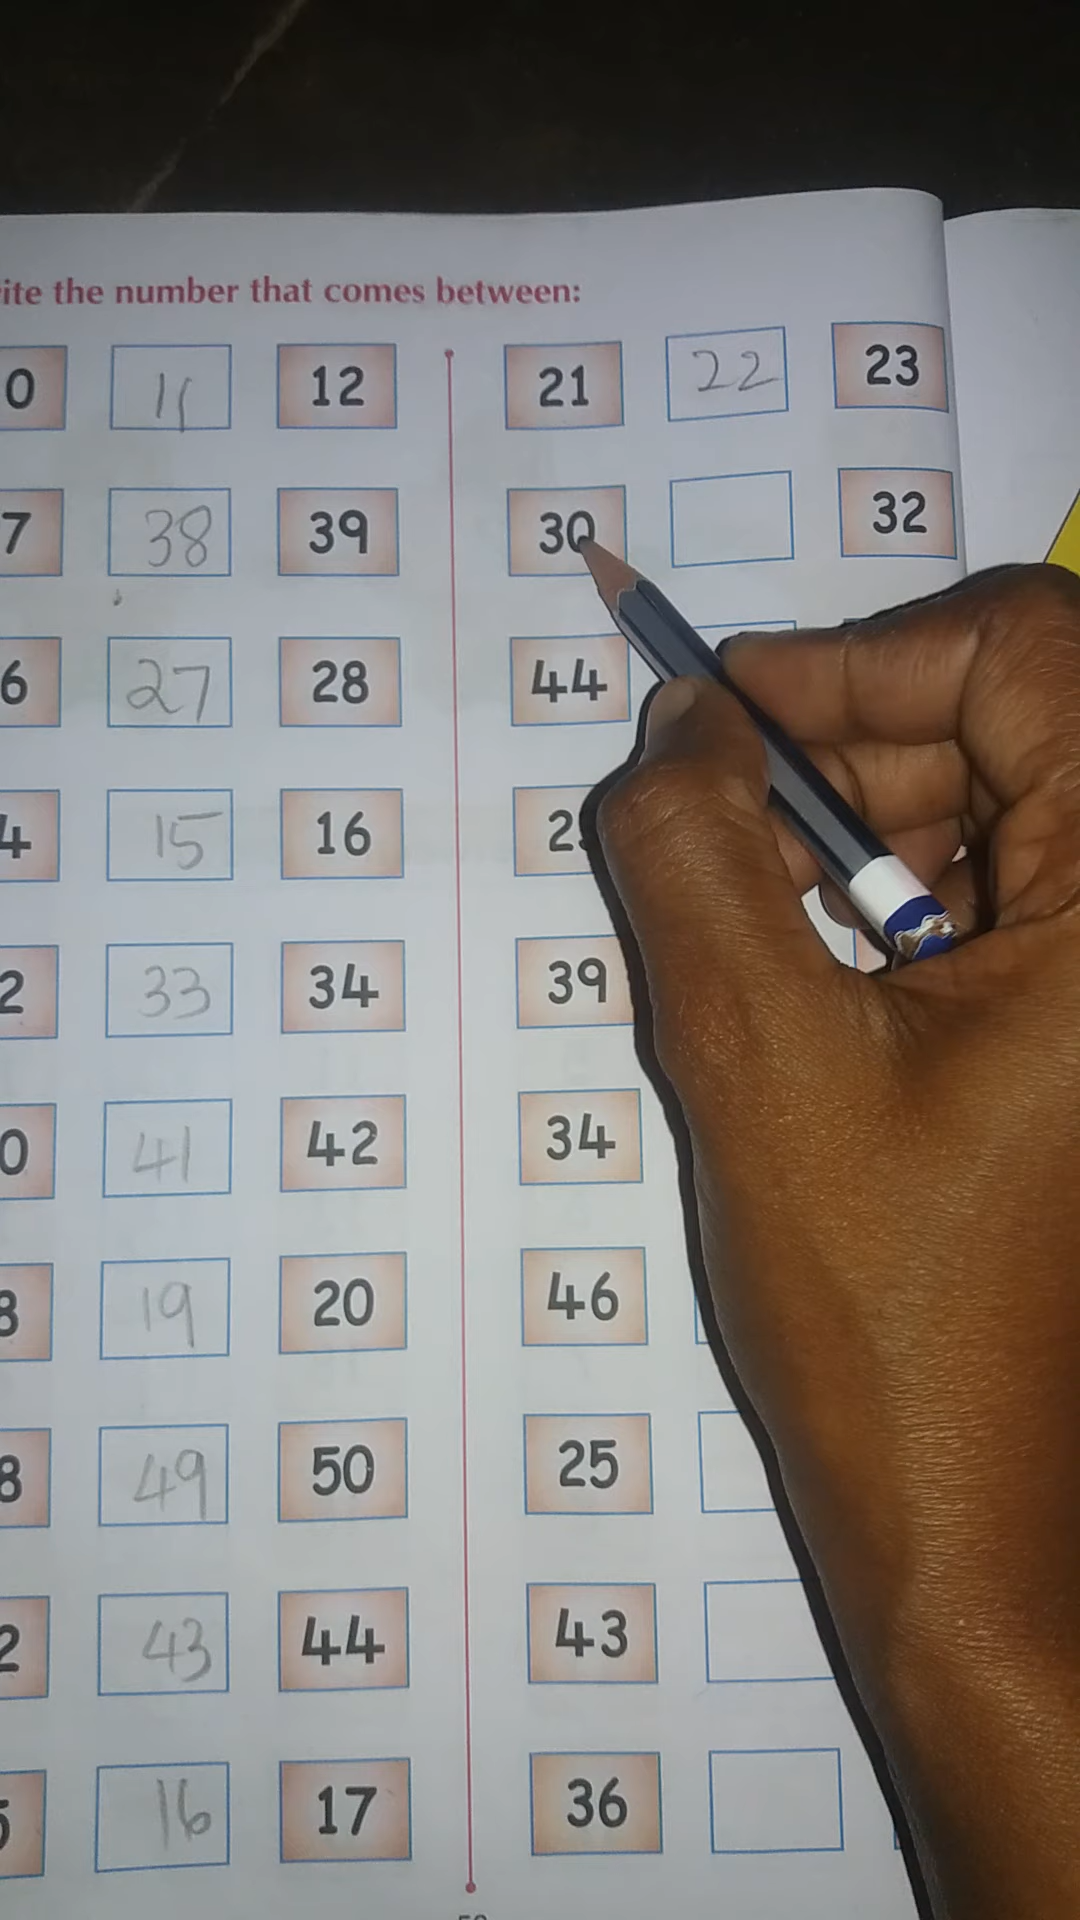 ite the number that comes between:
0 11 12 21 22 23
7 38 39 30 32
6 27 28 44
4 15 16 2
2 33 34 39
0 41 42 34
8 19 20 46
8 49 50 25
2 43 44 43
5 16 17 36